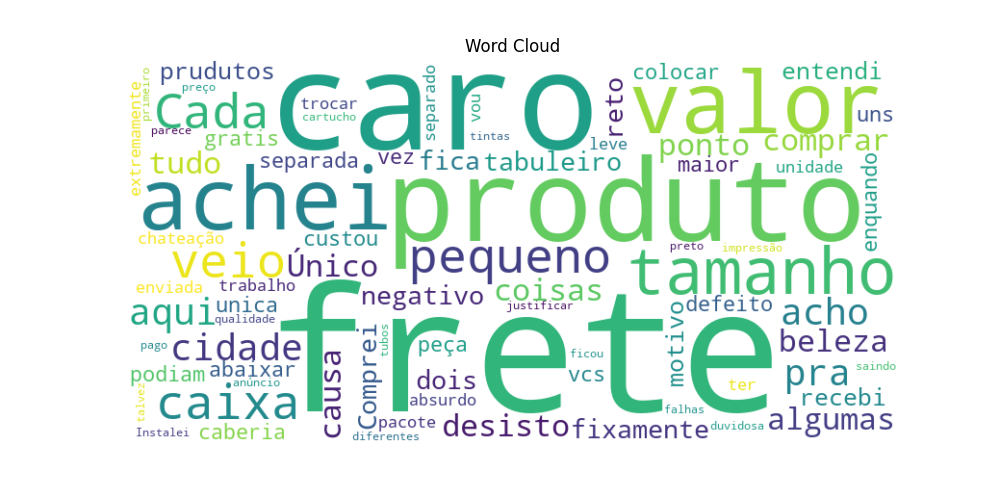 Word Cloud
prudutos
preço
primeiro
extremamente
Cada
parece
gratis
tudo
trocar
cartucho
separada
caro
vez
separado
vou
tintas
fica
tabuleiro
leve
reto
colocar
valor
entendi
uns
ponto
comprar
maior
unidade
enquando
achei
produto
chateação
veio
custou
Único
pequeno
preto
impressão
tamanho
enviada
trabalho
negativo
coisas
justificar
aqui
unica
qualidade
frete
motivo
defeito
acho
pago
cidade
causa
Comprei
tubos
peça
ficou
beleza
podiam
abaixar
anúncio
dois
vcs
ter
pra
saindo
talvez
caixa
absurdo
recebi
falhas
Instalei
caberia
pacote
diferentes
desisto
fixamente
duvidosa
algumas